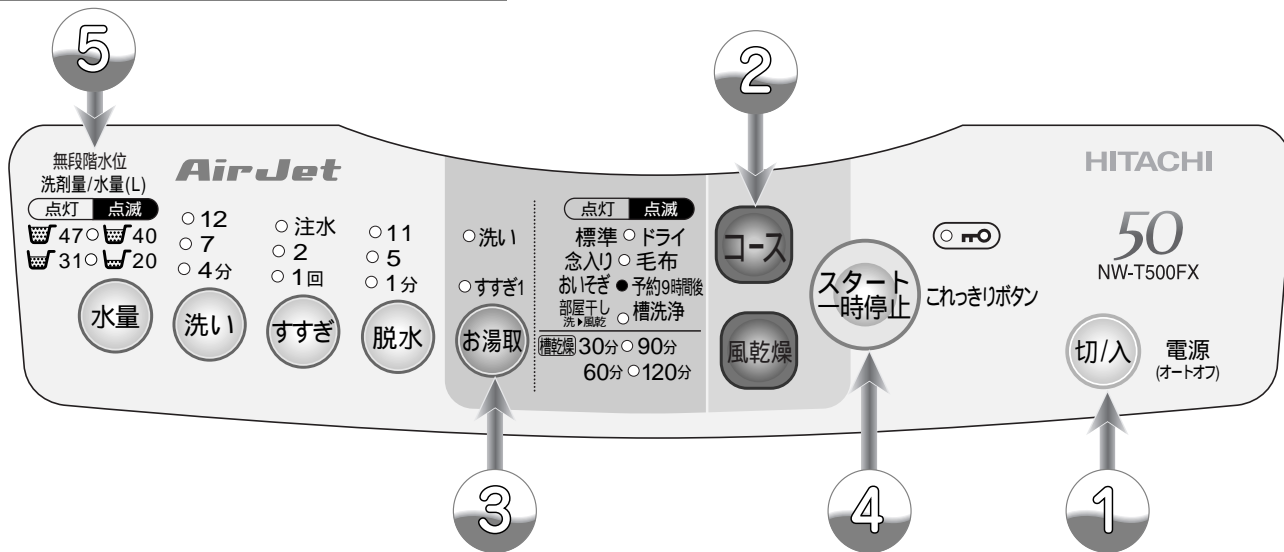 5
2
無段階水位
洗剤量/水量(L)
点灯 点滅
47 40
31 20
水量
AirJet
12
7
4分
洗い
注水
2
1回
すすぎ
11
5
1分
脱水
洗い
すすぎ1
お湯取
点灯 点滅
標準 ドライ
念入り 毛布
おいそぎ 予約9時間後
部屋干し 槽洗浄
洗▶風乾
槽乾燥 30分 90分
60分 120分
コース
風乾燥
スタート
一時停止
これっきりボタン
HITACHI
50
NW-T500FX
切/入
電源
(オートオフ)
3
4
1